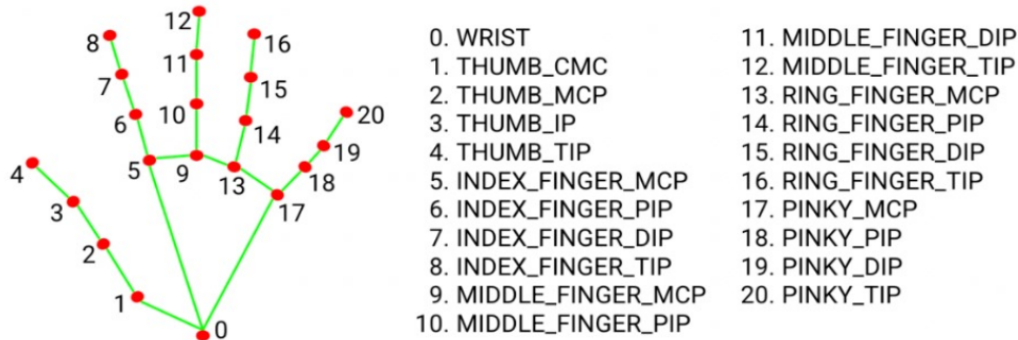 12
8
16
11
7
15
10
6
20
14
4
5
9
19
13
18
3
17
2
1
0
0. WRIST
1. THUMB_CMC
2. THUMB_MCP
3. THUMB_IP
4. THUMB_TIP
5. INDEX_FINGER_MCP
6. INDEX_FINGER_PIP
7. INDEX_FINGER_DIP
8. INDEX_FINGER_TIP
9. MIDDLE_FINGER_MCP
10. MIDDLE_FINGER_PIP
11. MIDDLE_FINGER_DIP
12. MIDDLE_FINGER_TIP
13. RING_FINGER_MCP
14. RING_FINGER_PIP
15. RING_FINGER_DIP
16. RING_FINGER_TIP
17. PINKY_MCP
18. PINKY_PIP
19. PINKY_DIP
20. PINKY_TIP